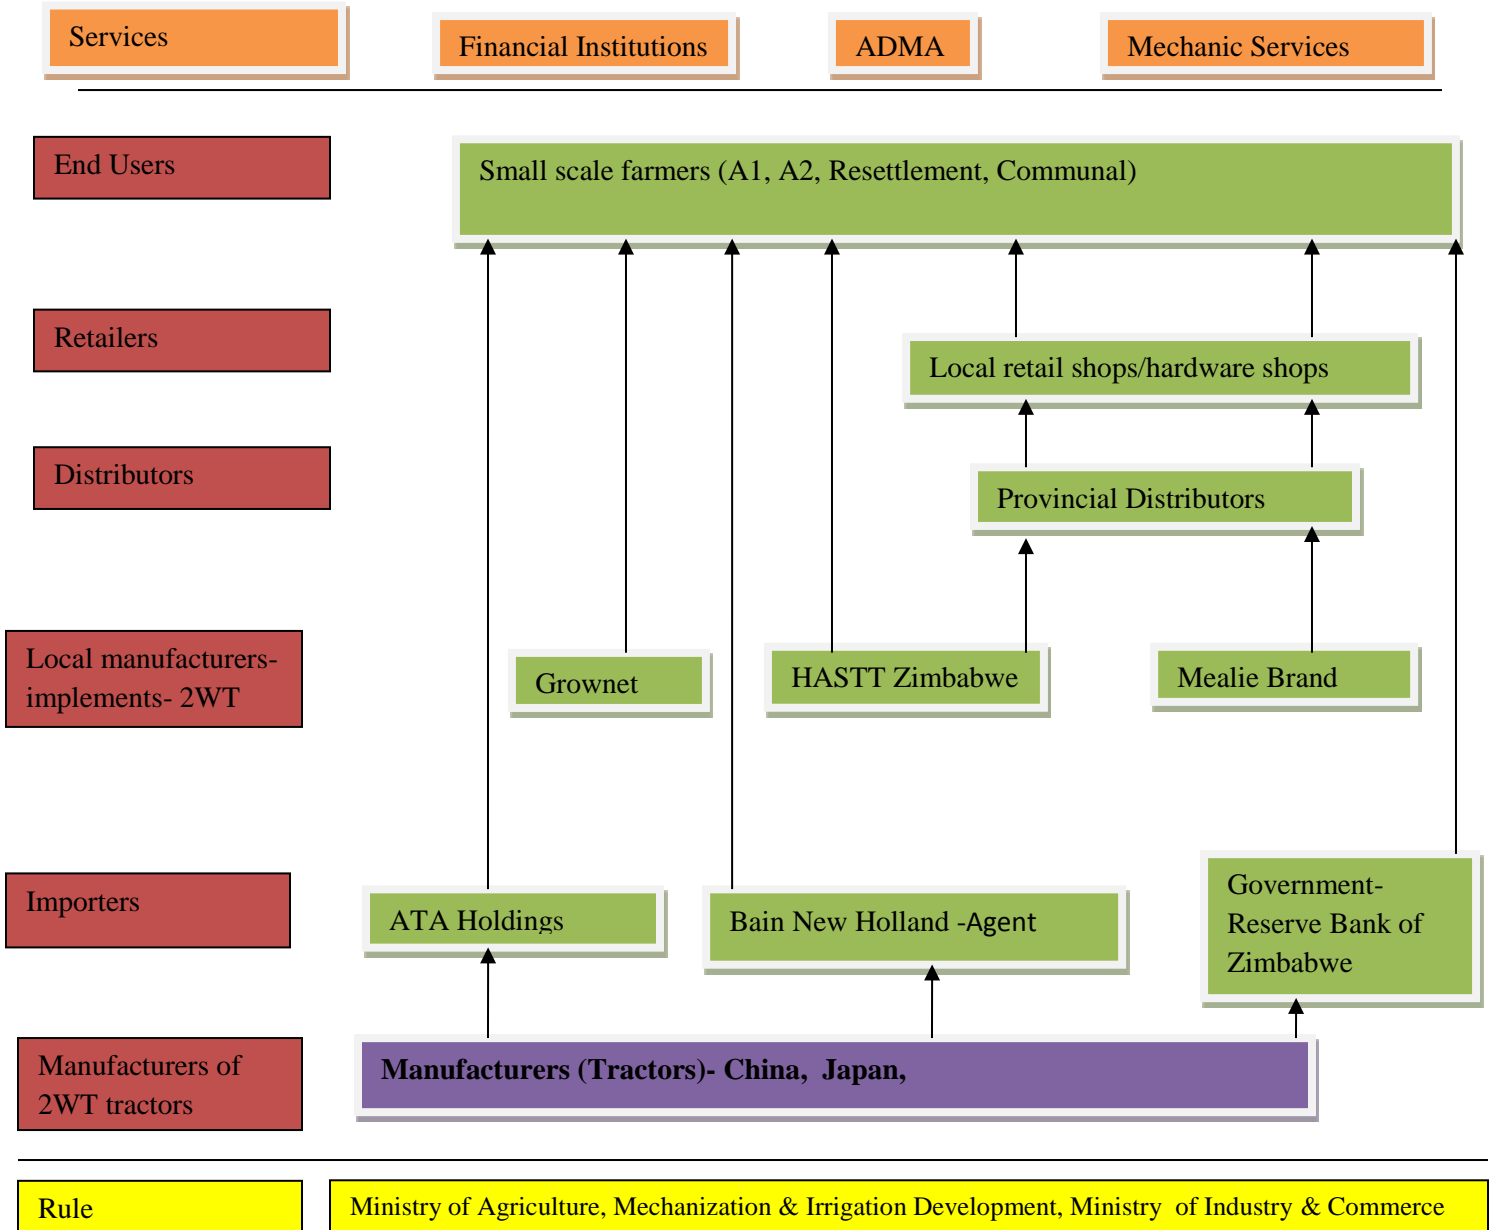 Services
Financial Institutions
ADMA
Mechanic Services
End Users
Small scale farmers (A1, A2, Resettlement, Communal)
Retailers
Local retail shops/hardware shops
Distributors
Provincial Distributors
Local manufacturers-
implements- 2WT
Grownet
HASTT Zimbabwe
Mealie Brand
Importers
ATA Holdings
Bain New Holland -Agent
Government-
Reserve Bank of
Zimbabwe
Manufacturers of
2WT tractors
Manufacturers (Tractors)- China, Japan,
Rule
Ministry of Agriculture, Mechanization & Irrigation Development, Ministry of Industry & Commerce